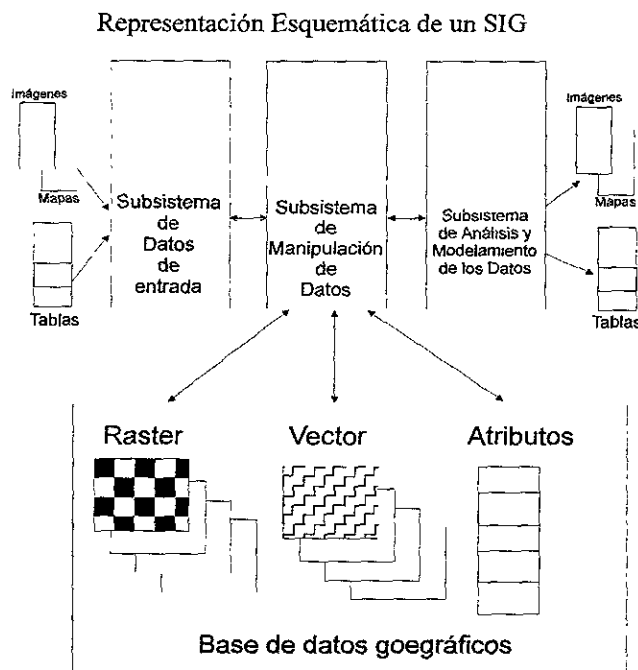 Representación Esquemática de un SIG
Imágenes
Mapas
Tablas
Subsistema
de
Datos
de
entrada
Subsistema
de
Manipulación
de
Datos
Subsistema
de Análisis y
Modelamiento
de los Datos
Imágenes
Mapas
Tablas
Raster
Vector
Atributos
Base de datos goegráficos